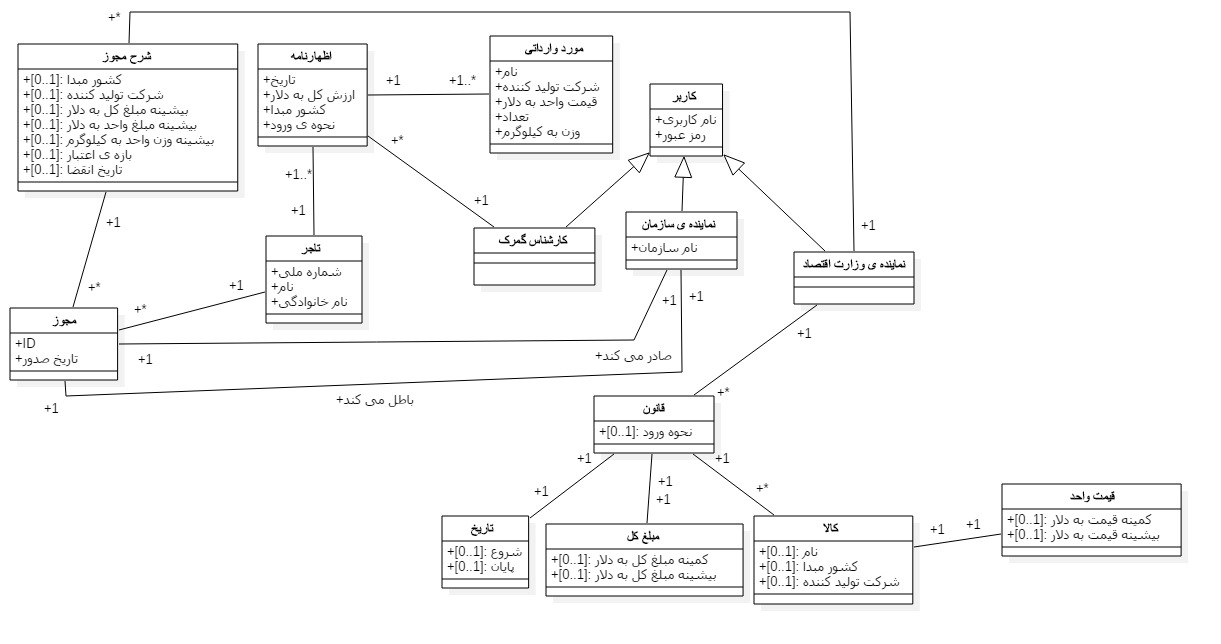 +*
شرح مجوز
+کشور مبدا :[0..1]
+شرکت تولید کننده :[0..1]
+بیشینه مبلغ کل به دلار :[0..1]
+بیشینه مبلغ واحد به دلار :[0..1]
+بیشینه وزن واحد به کیلوگرم :[0..1]
+بازه ی اعتبار :[0..1]
+تاریخ انقضا :[0..1]
اظهارنامه
+تاریخ
+ارزش کل به دلار
+کشور مبدا
+نحوه ی ورود
+1
+1..*
مورد وارداتی
+نام
+شرکت تولید کننده
+قیمت واحد به دلار
+تعداد
+وزن به کیلوگرم
کاربر
+نام کاربری
+رمز عبور
+*
+1
+1..*
+1
کارشناس گمرک
نماینده ی سازمان
+نام سازمان
+1
نماینده ی وزارت اقتصاد
+1
+*
تاجر
+شماره ملی
+نام
+نام خانوادگی
+1
+*
مجوز
+ID
+تاریخ صدور
+1
+1
+1
+صادر می کند
+1
+باطل می کند
+1
+*
قانون
+نحوه ورود :[0..1]
+1
+1
+1
+1
+1
+*
تاریخ
+شروع :[0..1]
+پایان :[0..1]
مبلغ کل
+کمینه مبلغ کل به دلار :[0..1]
+بیشینه مبلغ کل به دلار :[0..1]
کالا
+نام :[0..1]
+کشور مبدا :[0..1]
+شرکت تولید کننده :[0..1]
+1
+1
قیمت واحد
+کمینه قیمت به دلار :[0..1]
+بیشینه قیمت به دلار :[0..1]